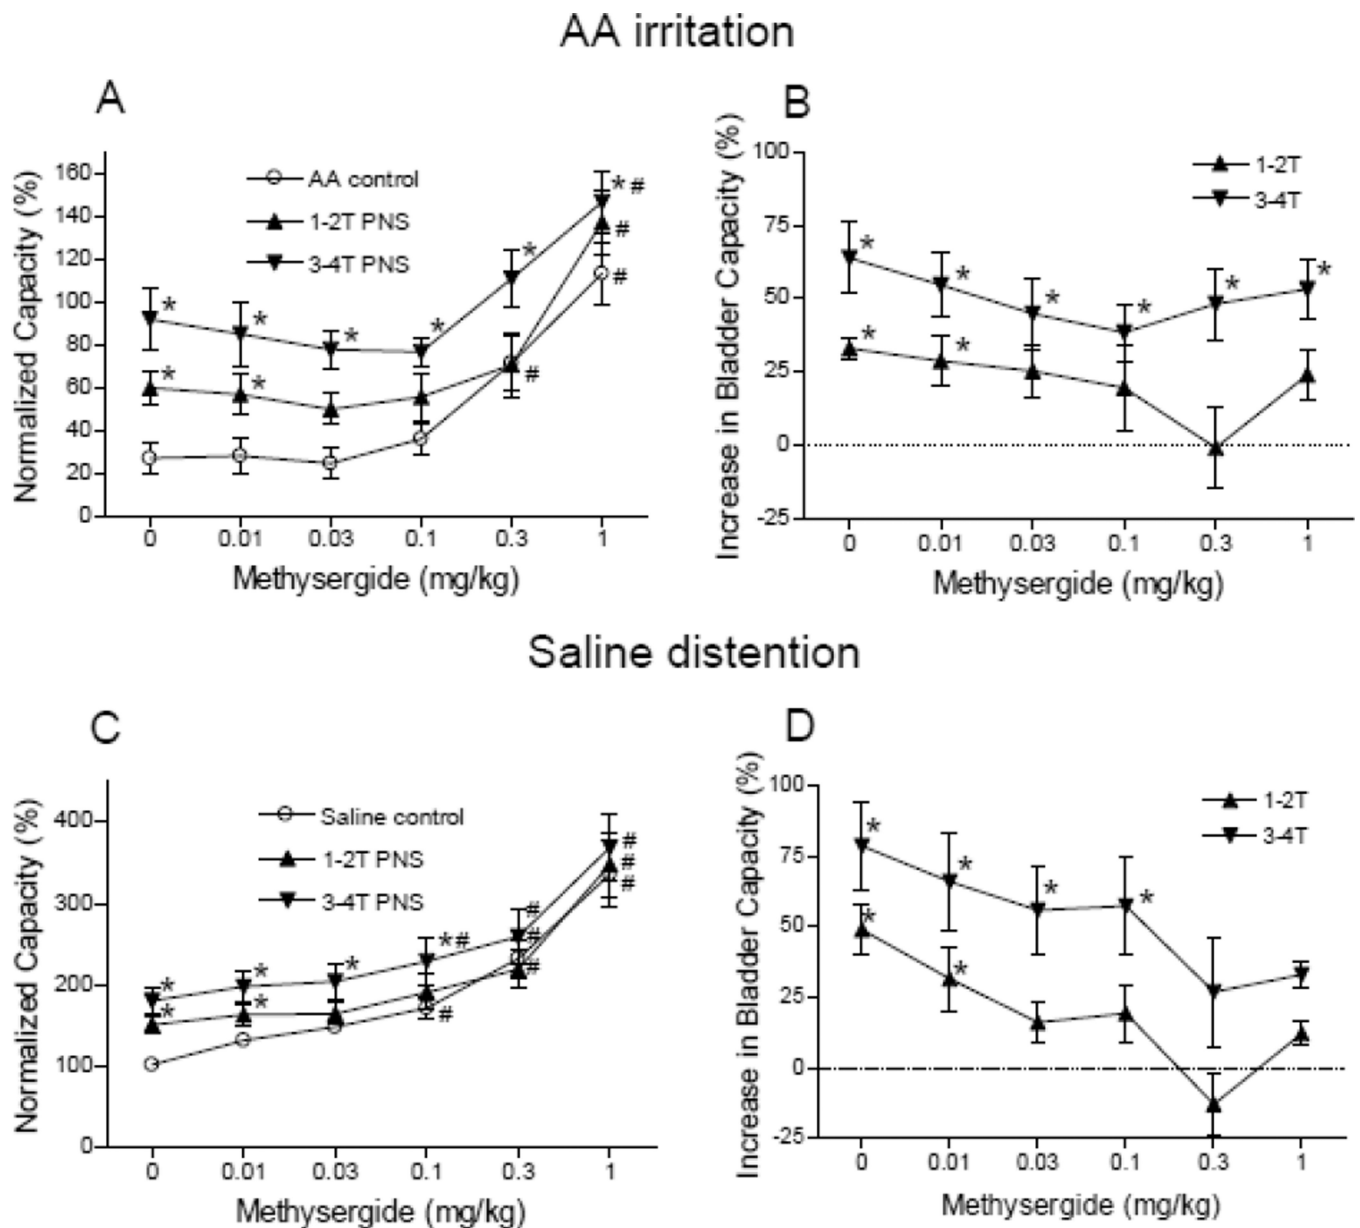 AA irritation
A
Normalized Capacity (%)
160
140
120
100
80
60
40
20
0
AA control
1-2T PNS
3-4T PNS
* * * * * * #
* * # #
#
0 0.01 0.03 0.1 0.3 1
Methysergide (mg/kg)
B
Increase in Bladder Capacity (%)
100
75
50
25
0
-25
1-2T
3-4T
* * * * * *
* *
0 0.01 0.03 0.1 0.3 1
Methysergide (mg/kg)
Saline distention
C
Normalized Capacity (%)
400
300
200
100
0
Saline control
1-2T PNS
3-4T PNS
* * * * # # #
* * # #
# # #
0 0.01 0.03 0.1 0.3 1
Methysergide (mg/kg)
D
Increase in Bladder Capacity (%)
100
75
50
25
0
-25
1-2T
3-4T
* * * *
* *
0 0.01 0.03 0.1 0.3 1
Methysergide (mg/kg)